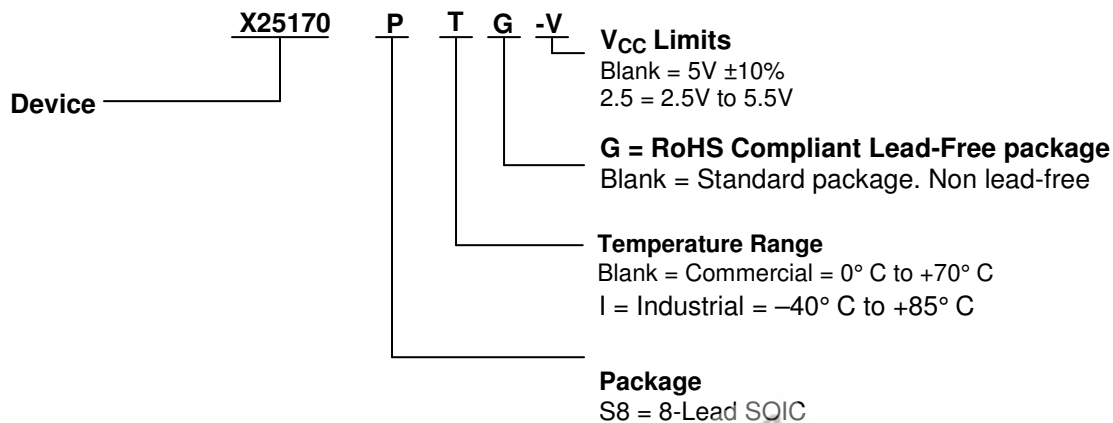 X25170 P T G -V
Device
VCC Limits
Blank = 5V ±10%
2.5 = 2.5V to 5.5V
G = RoHS Compliant Lead-Free package
Blank = Standard package. Non lead-free
Temperature Range
Blank = Commercial = 0° C to +70° C
I = Industrial = –40° C to +85° C
Package
S8 = 8-Lead SOIC